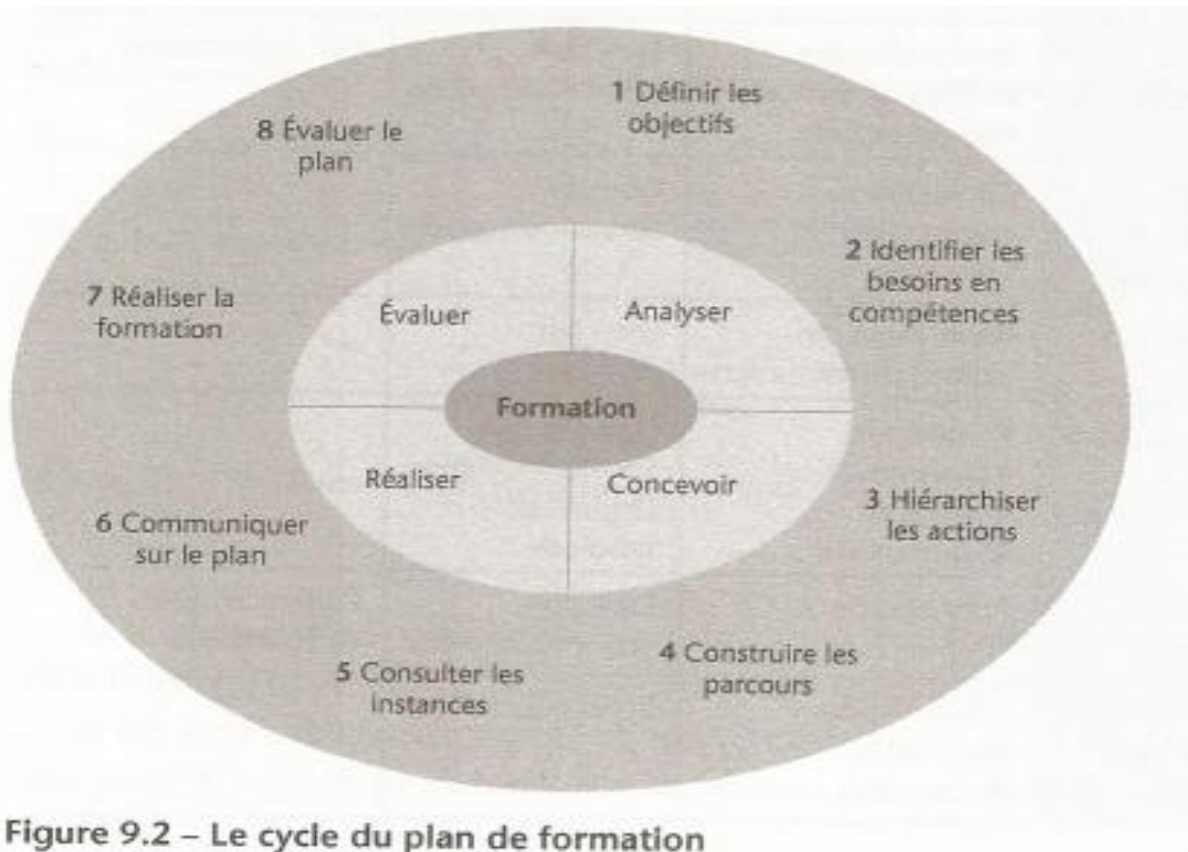 1 Définir les
objectifs
2 Identifier les
besoins en
compétences
3 Hiérarchiser
les actions
4 Construire les
parcours
5 Consulter les
instances
6 Communiquer
sur le plan
7 Réaliser la
formation
8 Évaluer le
plan
Évaluer
Analyser
Formation
Réaliser
Concevoir
Figure 9.2 – Le cycle du plan de formation